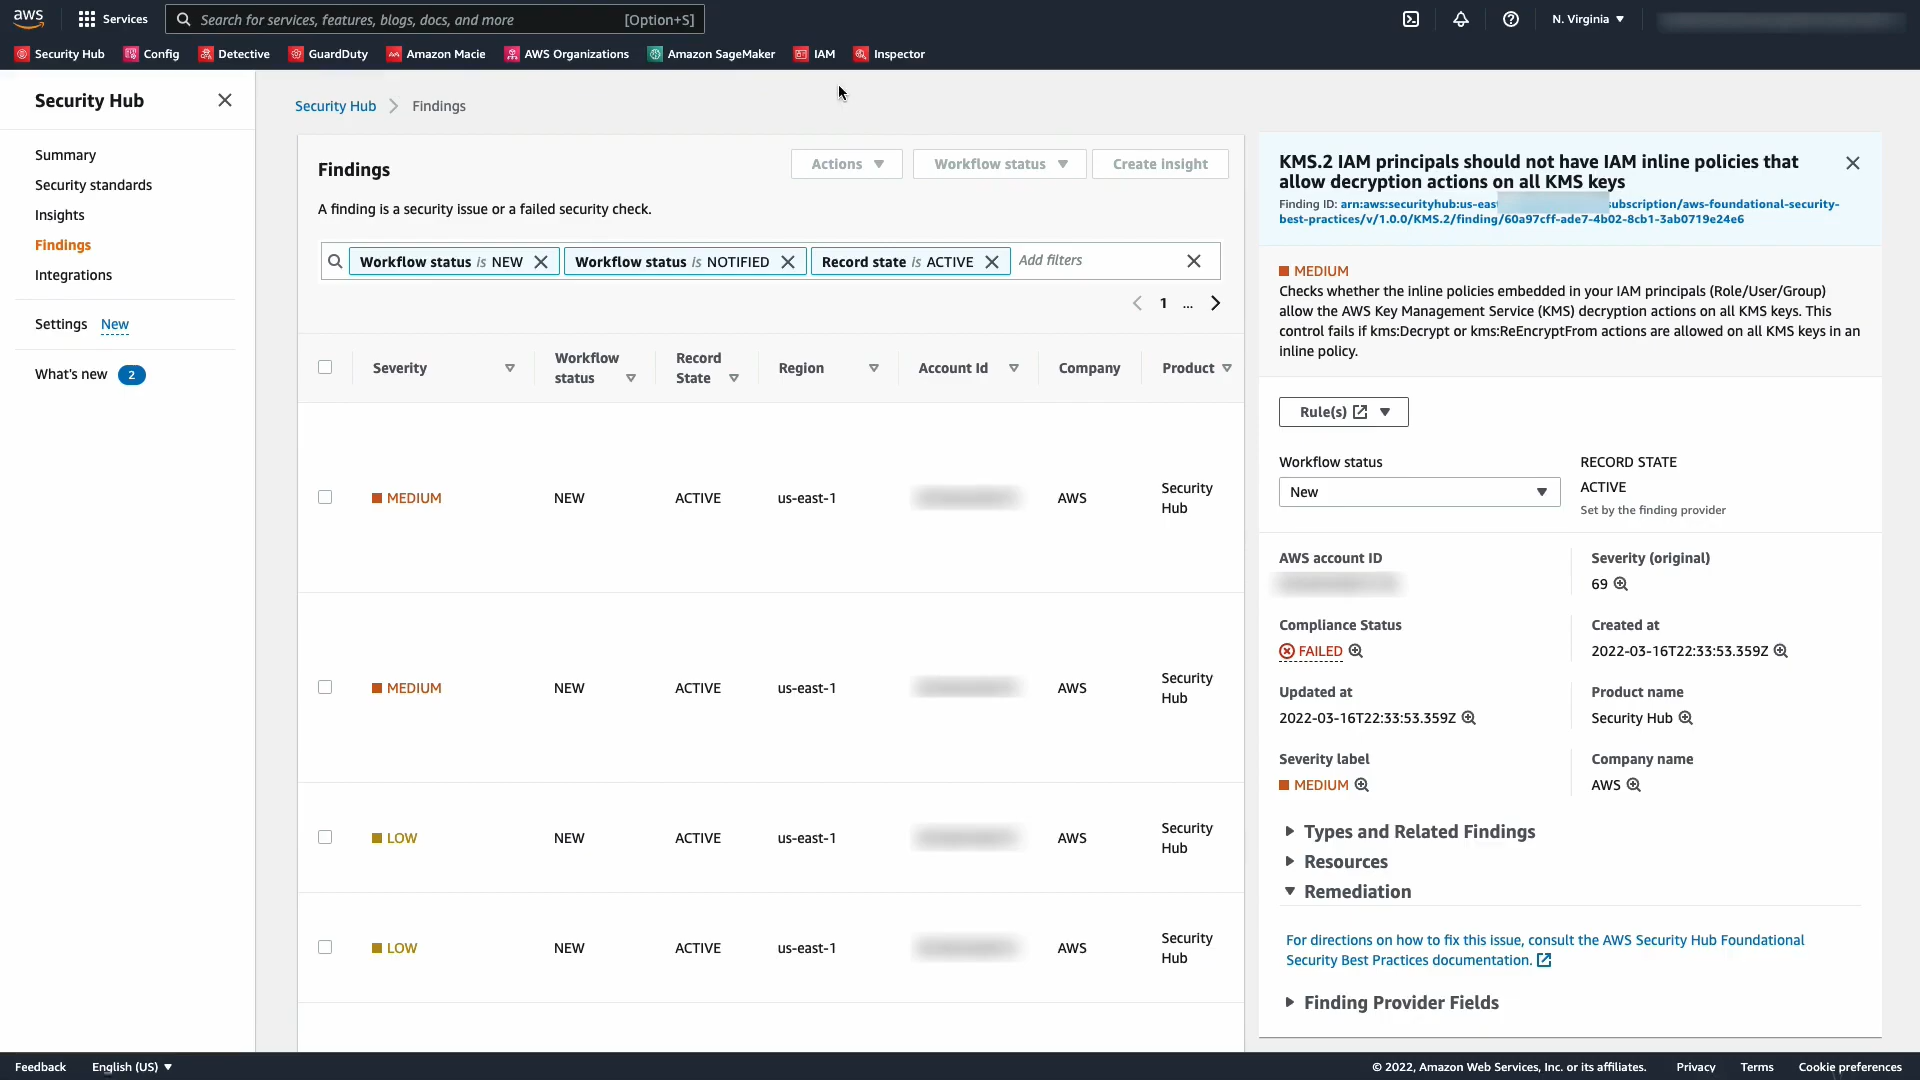 aws
Services
Search for services, features, blogs, docs, and more
[Option+S]
N. Virginia
Security Hub
Config
Detective
GuardDuty
Amazon Macie
AWS Organizations
Amazon SageMaker
IAM
Inspector
Security Hub
Summary
Security standards
Insights
Findings
Integrations
Settings New
What's new 2
Security Hub Findings
Findings
Actions
Workflow status
Create insight
A finding is a security issue or a failed security check.
Workflow status is NEW
Workflow status is NOTIFIED
Record state is ACTIVE
Add filters
1 ...
Severity
Workflow
status
Record
State
Region
Account Id
Company
Product
MEDIUM NEW ACTIVE us-east-1 AWS Security
Hub
MEDIUM NEW ACTIVE us-east-1 AWS Security
Hub
LOW NEW ACTIVE us-east-1 AWS Security
Hub
LOW NEW ACTIVE us-east-1 AWS Security
Hub
KMS.2 IAM principals should not have IAM inline policies that
allow decryption actions on all KMS keys
Finding ID: arn:aws:securityhub:us-east ubscription/aws-foundational-security-
best-practices/v/1.0.0/KMS.2/finding/60a97cff-ade7-4b02-8cb1-3ab0719e24e6
MEDIUM
Checks whether the inline policies embedded in your IAM principals (Role/User/Group)
allow the AWS Key Management Service (KMS) decryption actions on all KMS keys. This
control fails if kms:Decrypt or kms:ReEncryptFrom actions are allowed on all KMS keys in an
inline policy.
Rule(s)
Workflow status
New
RECORD STATE
ACTIVE
Set by the finding provider
AWS account ID
Severity (original)
69
Compliance Status
FAILED
Created at
2022-03-16T22:33:53.359Z
Updated at
2022-03-16T22:33:53.359Z
Product name
Security Hub
Severity label
MEDIUM
Company name
AWS
Types and Related Findings
Resources
Remediation
For directions on how to fix this issue, consult the AWS Security Hub Foundational
Security Best Practices documentation.
Finding Provider Fields
Feedback
English (US)
© 2022, Amazon Web Services, Inc. or its affiliates.
Privacy
Terms
Cookie preferences